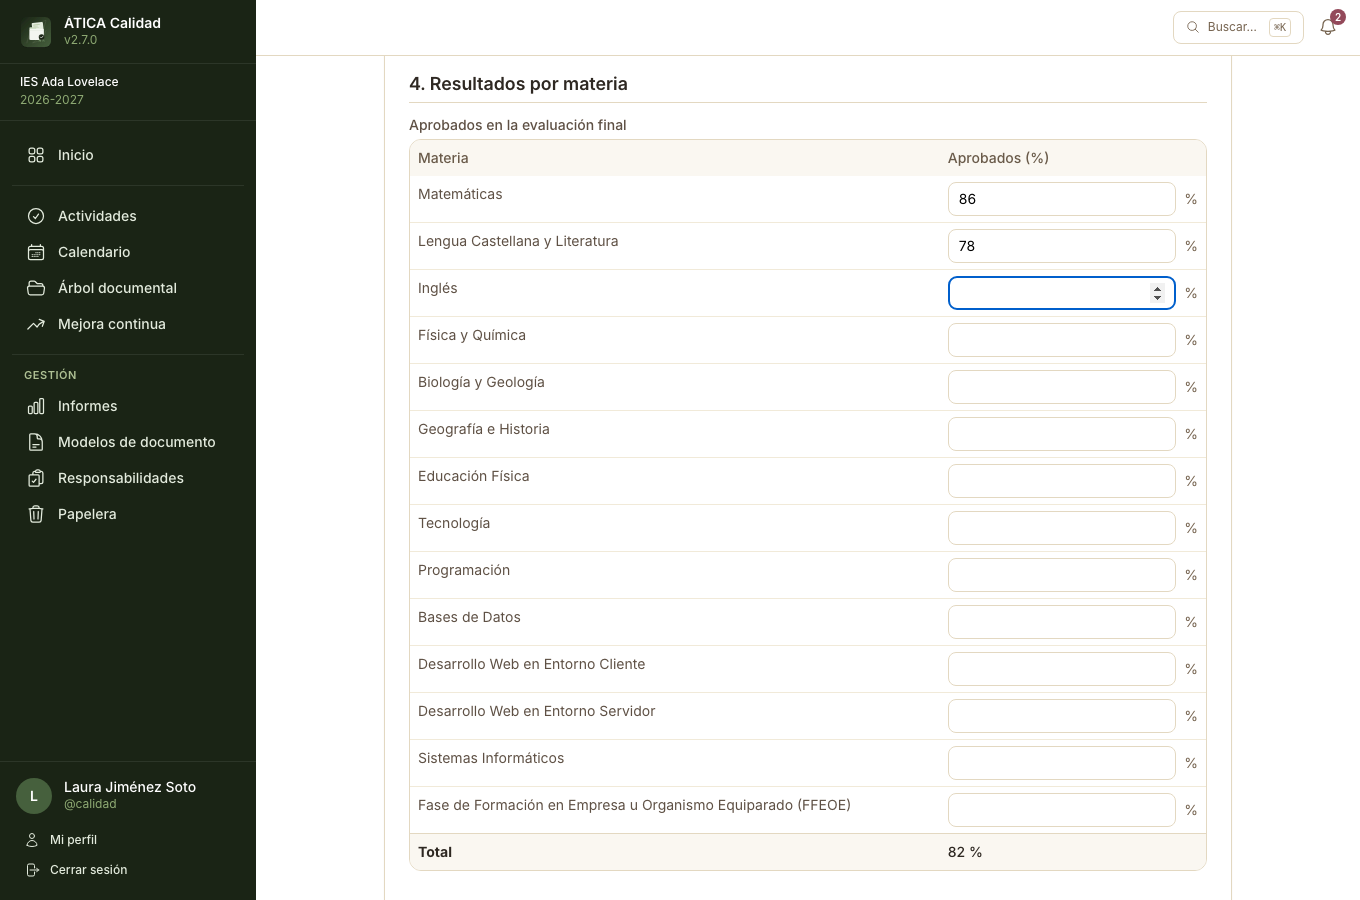 ÁTICA Calidad
v2.7.0
IES Ada Lovelace
2026-2027
Inicio
Actividades
Calendario
Árbol documental
Mejora continua
GESTIÓN
Informes
Modelos de documento
Responsabilidades
Papelera
L
Laura Jiménez Soto
@calidad
Mi perfil
Cerrar sesión
Buscar... ⌘K
2
4. Resultados por materia
Aprobados en la evaluación final
Materia Aprobados (%)
Matemáticas 86 %
Lengua Castellana y Literatura 78 %
Inglés %
Física y Química %
Biología y Geología %
Geografía e Historia %
Educación Física %
Tecnología %
Programación %
Bases de Datos %
Desarrollo Web en Entorno Cliente %
Desarrollo Web en Entorno Servidor %
Sistemas Informáticos %
Fase de Formación en Empresa u Organismo Equiparado (FFEOE) %
Total 82 %